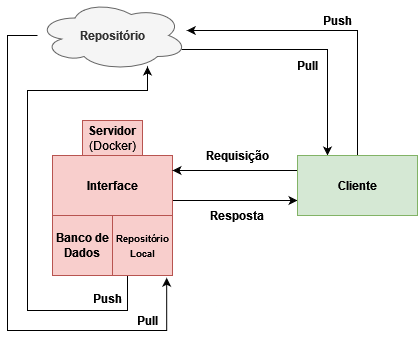 Push
Repositório
Pull
Servidor
(Docker)
Requisição
Interface
Cliente
Resposta
Banco de
Dados
Repositório
Local
Push
Pull